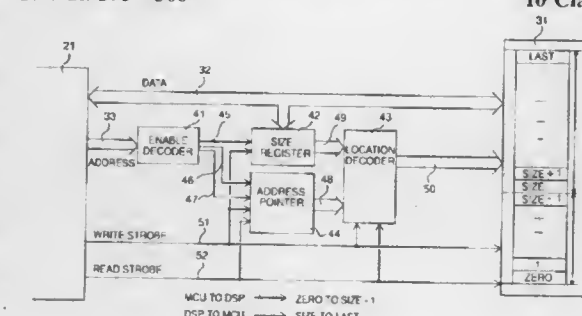 10 Cla
21
31
DATA
32
LAST
33
41
45
42
49
43
ENABLE DECODER
SIZE REGISTER
LOCATION DECODER
ADDRESS
46
47
48
50
SIZE + 1
SIZE
SIZE - 1
ADDRESS POINTER
51
44
WRITE STROBE
52
READ STROBE
1
ZERO
MCU TO DSP → ZERO TO SIZE - 1
DSP TO MCU → SIZE TO LAST